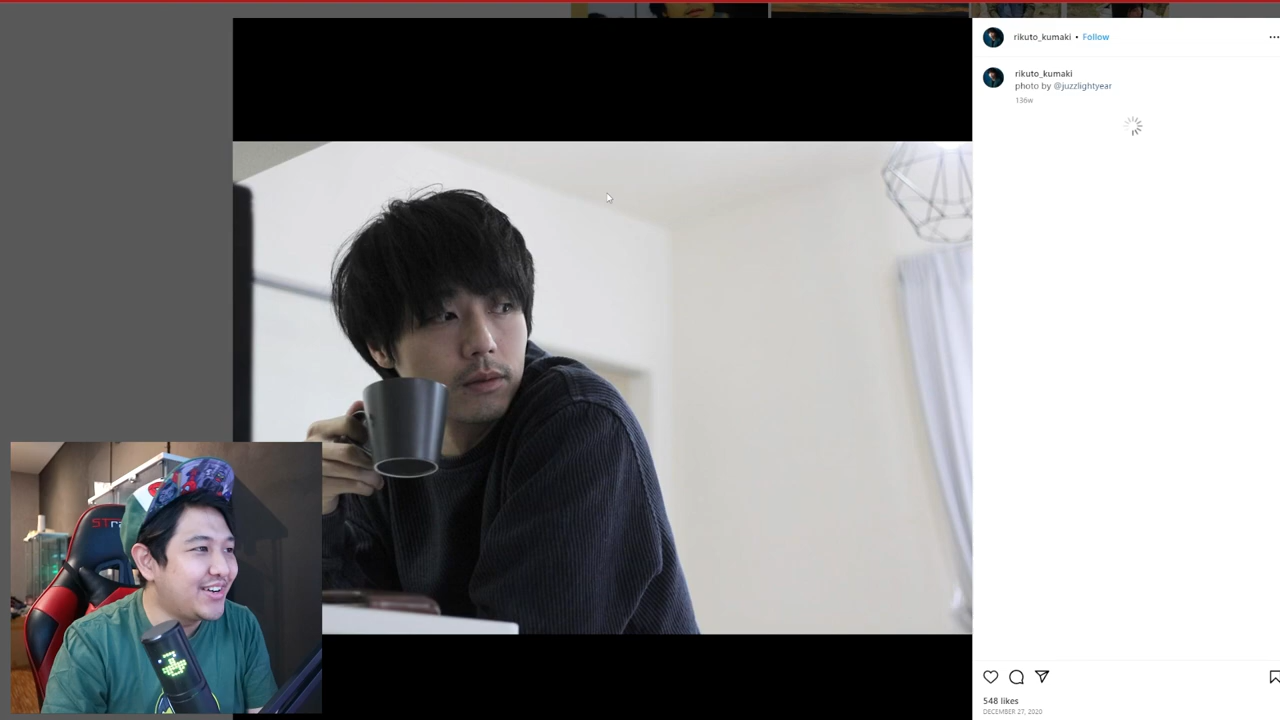 rikuto_kumaki • Follow
rikuto_kumaki
photo by @juzzlightyear
136w
548 likes
DECEMBER 27, 2020